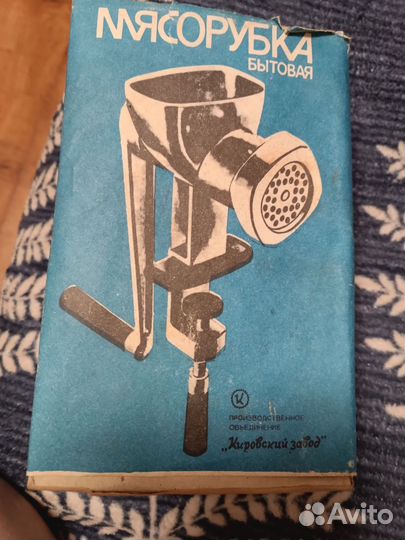 МЯСОРУБКА
БЫТОВАЯ
К
ПРОИЗВОДСТВЕННОЕ
ОБЪЕДИНЕНИЕ
„Кировский завод"
Avito